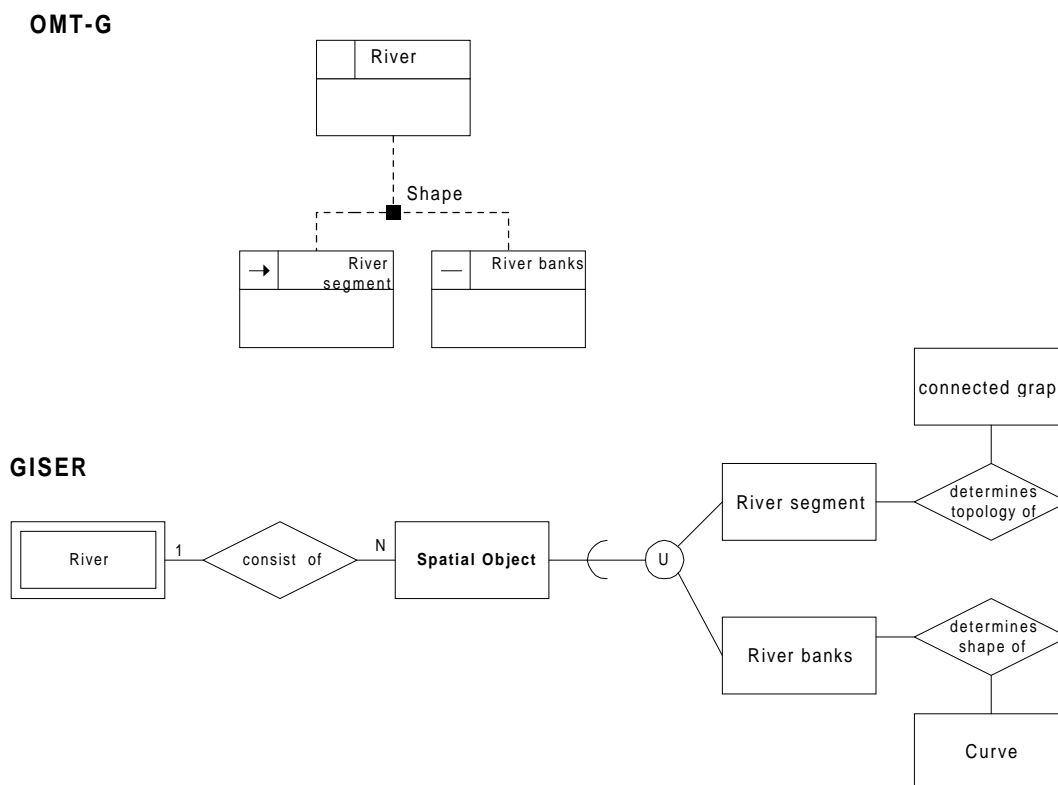 OMT-G
River
Shape
River
segment
River banks
connected grap
GISER
River segment
determines
topology of
River
1
consist of
N
Spatial Object
U
River banks
determines
shape of
Curve